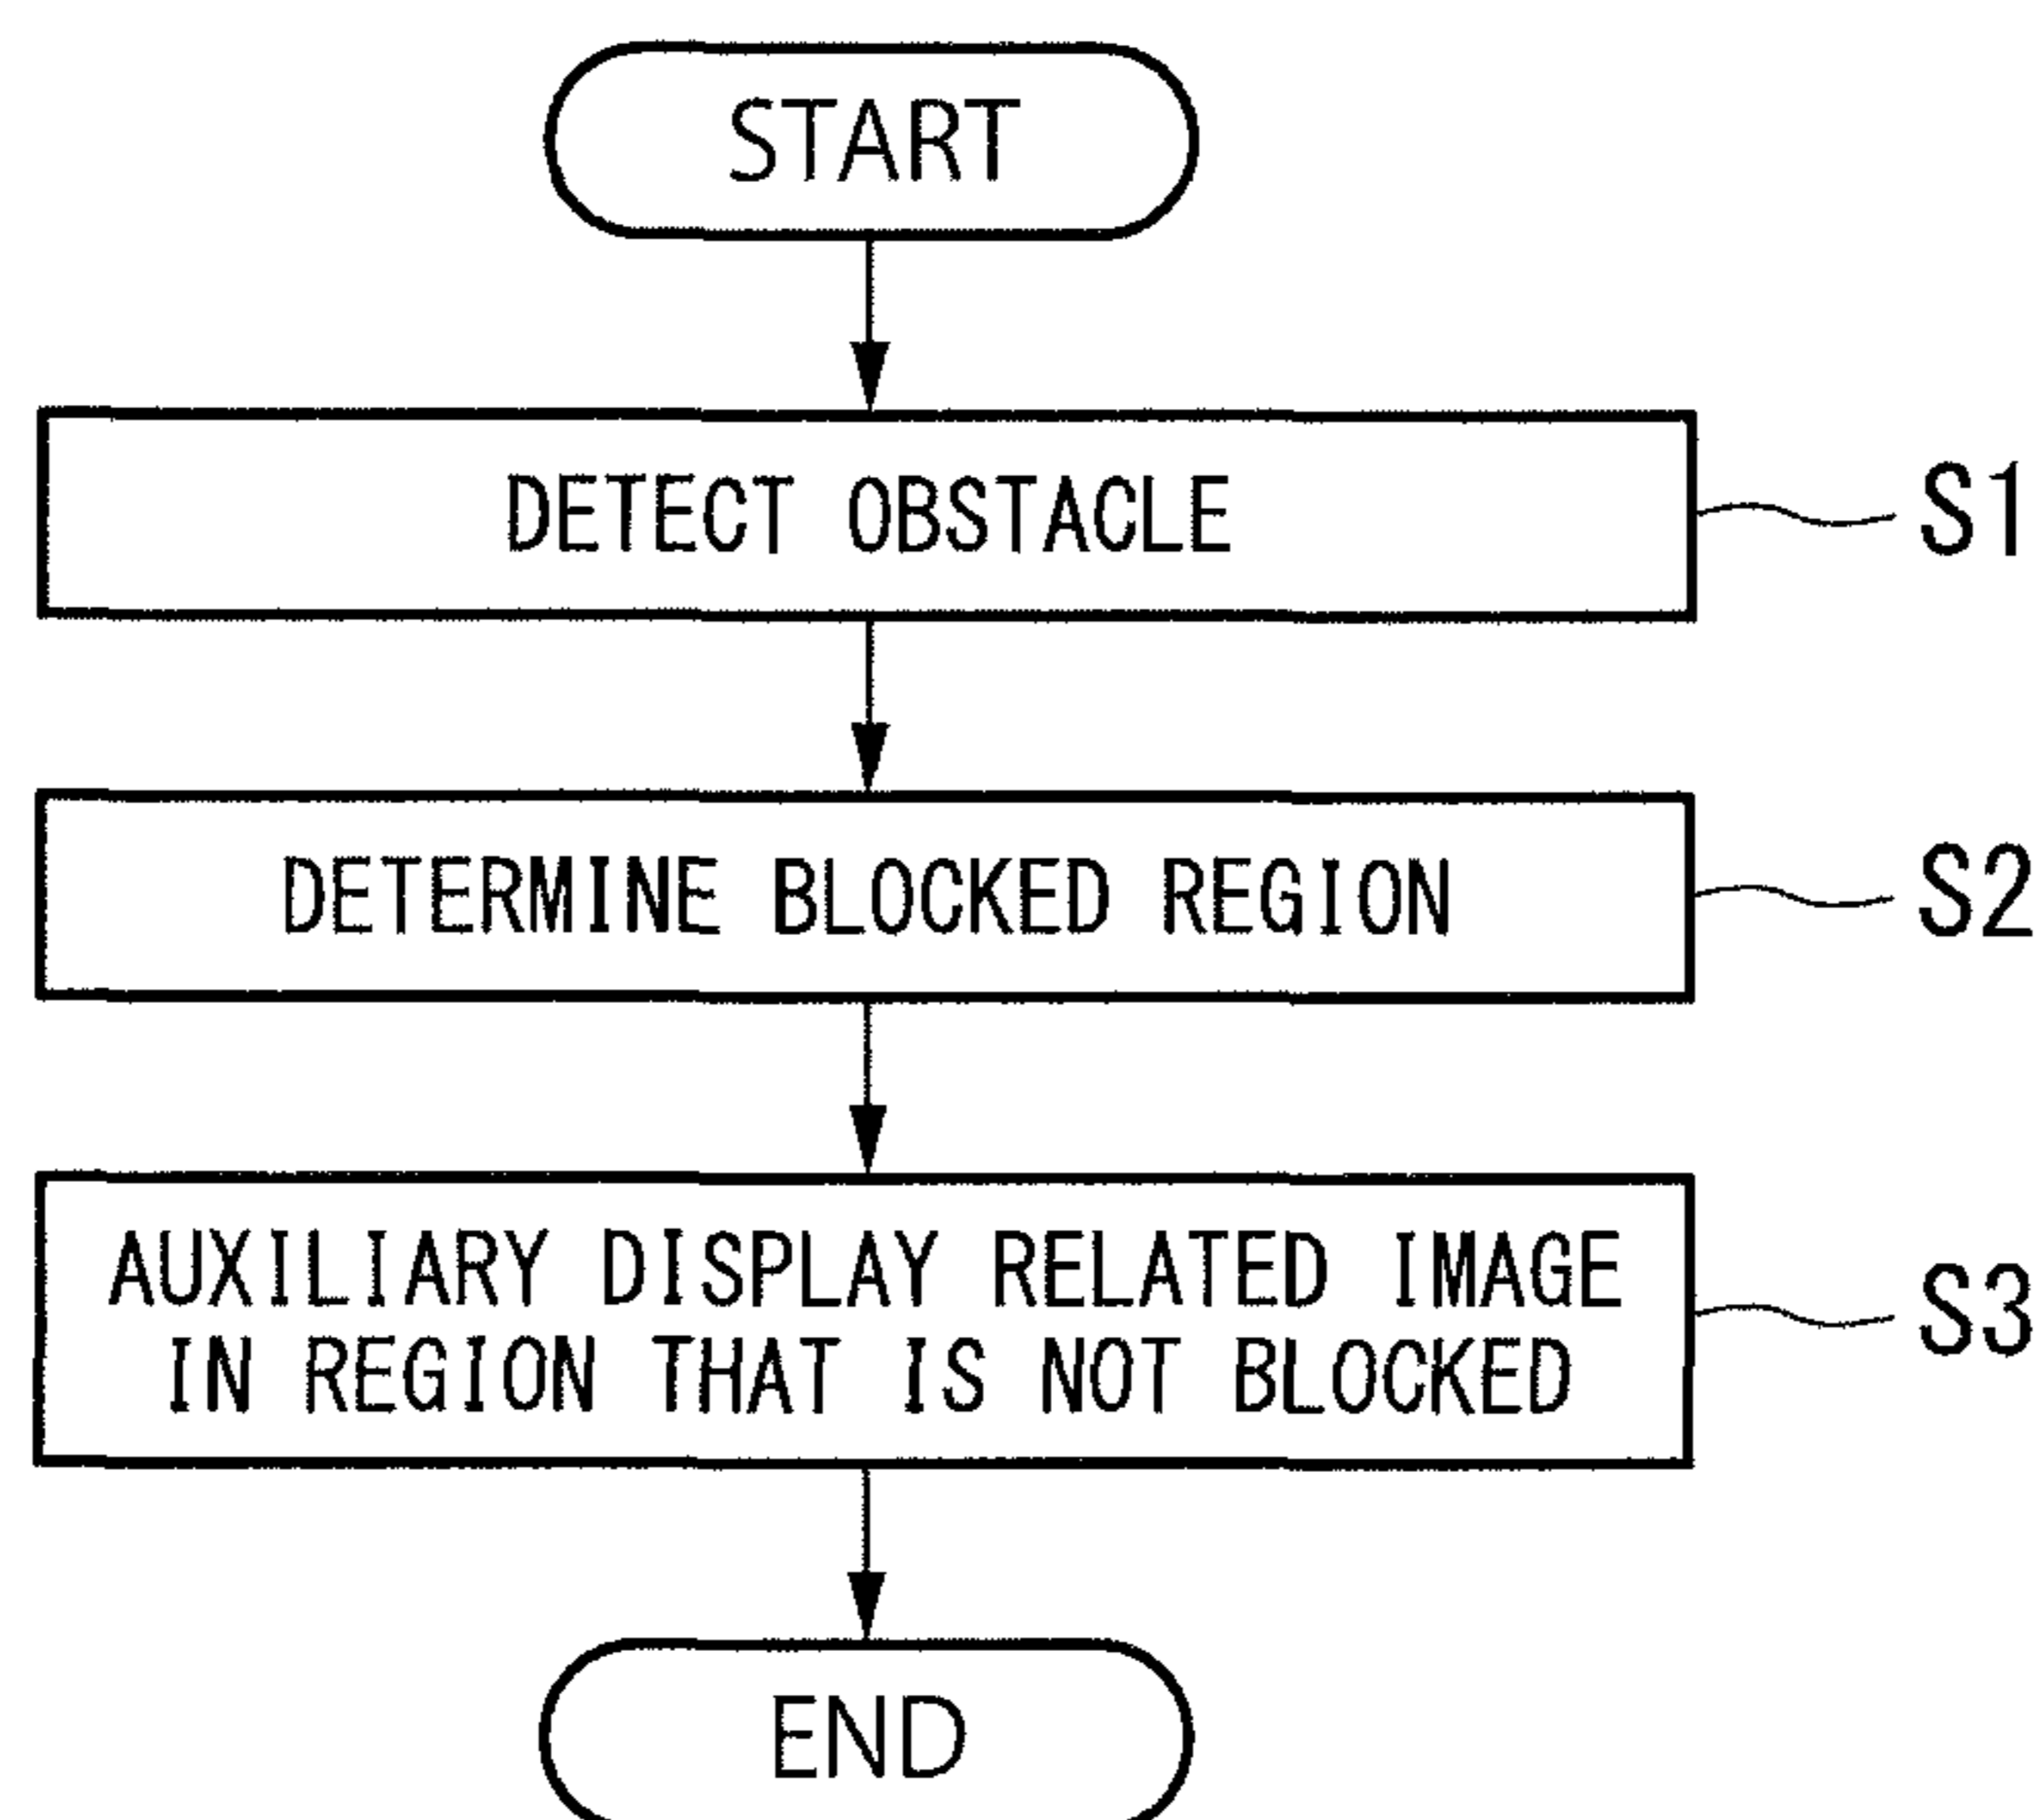 START
DETECT OBSTACLE
S1
DETERMINE BLOCKED REGION
S2
AUXILIARY DISPLAY RELATED IMAGE
IN REGION THAT IS NOT BLOCKED
S3
END